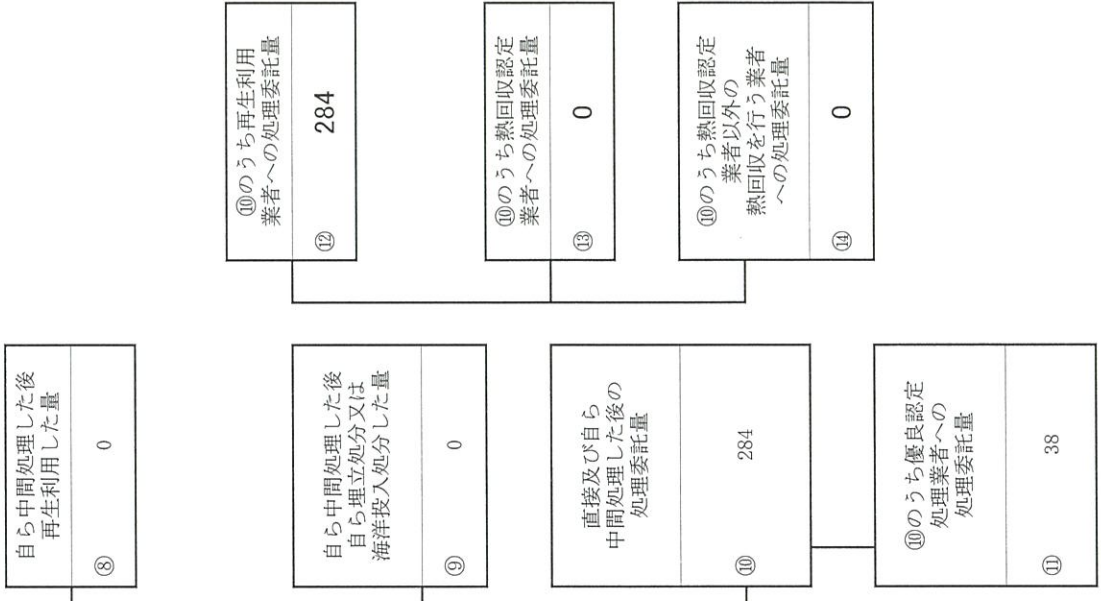 自ら中間処理した後
再生利用した量
⑧ 0
自ら中間処理した後
自ら埋立処分又は
海洋投入処分した量
⑨ 0
直接及び自ら
中間処理した後の
処理委託量
⑩ 284
⑩のうち優良認定
処理業者への
処理委託量
⑪ 38
⑩のうち再生利用
業者への処理委託量
⑫ 284
⑩のうち熱回収認定
業者への処理委託量
⑬ 0
⑩のうち熱回収認定
業者以外の
熱回収を行う業者
への処理委託量
⑭ 0